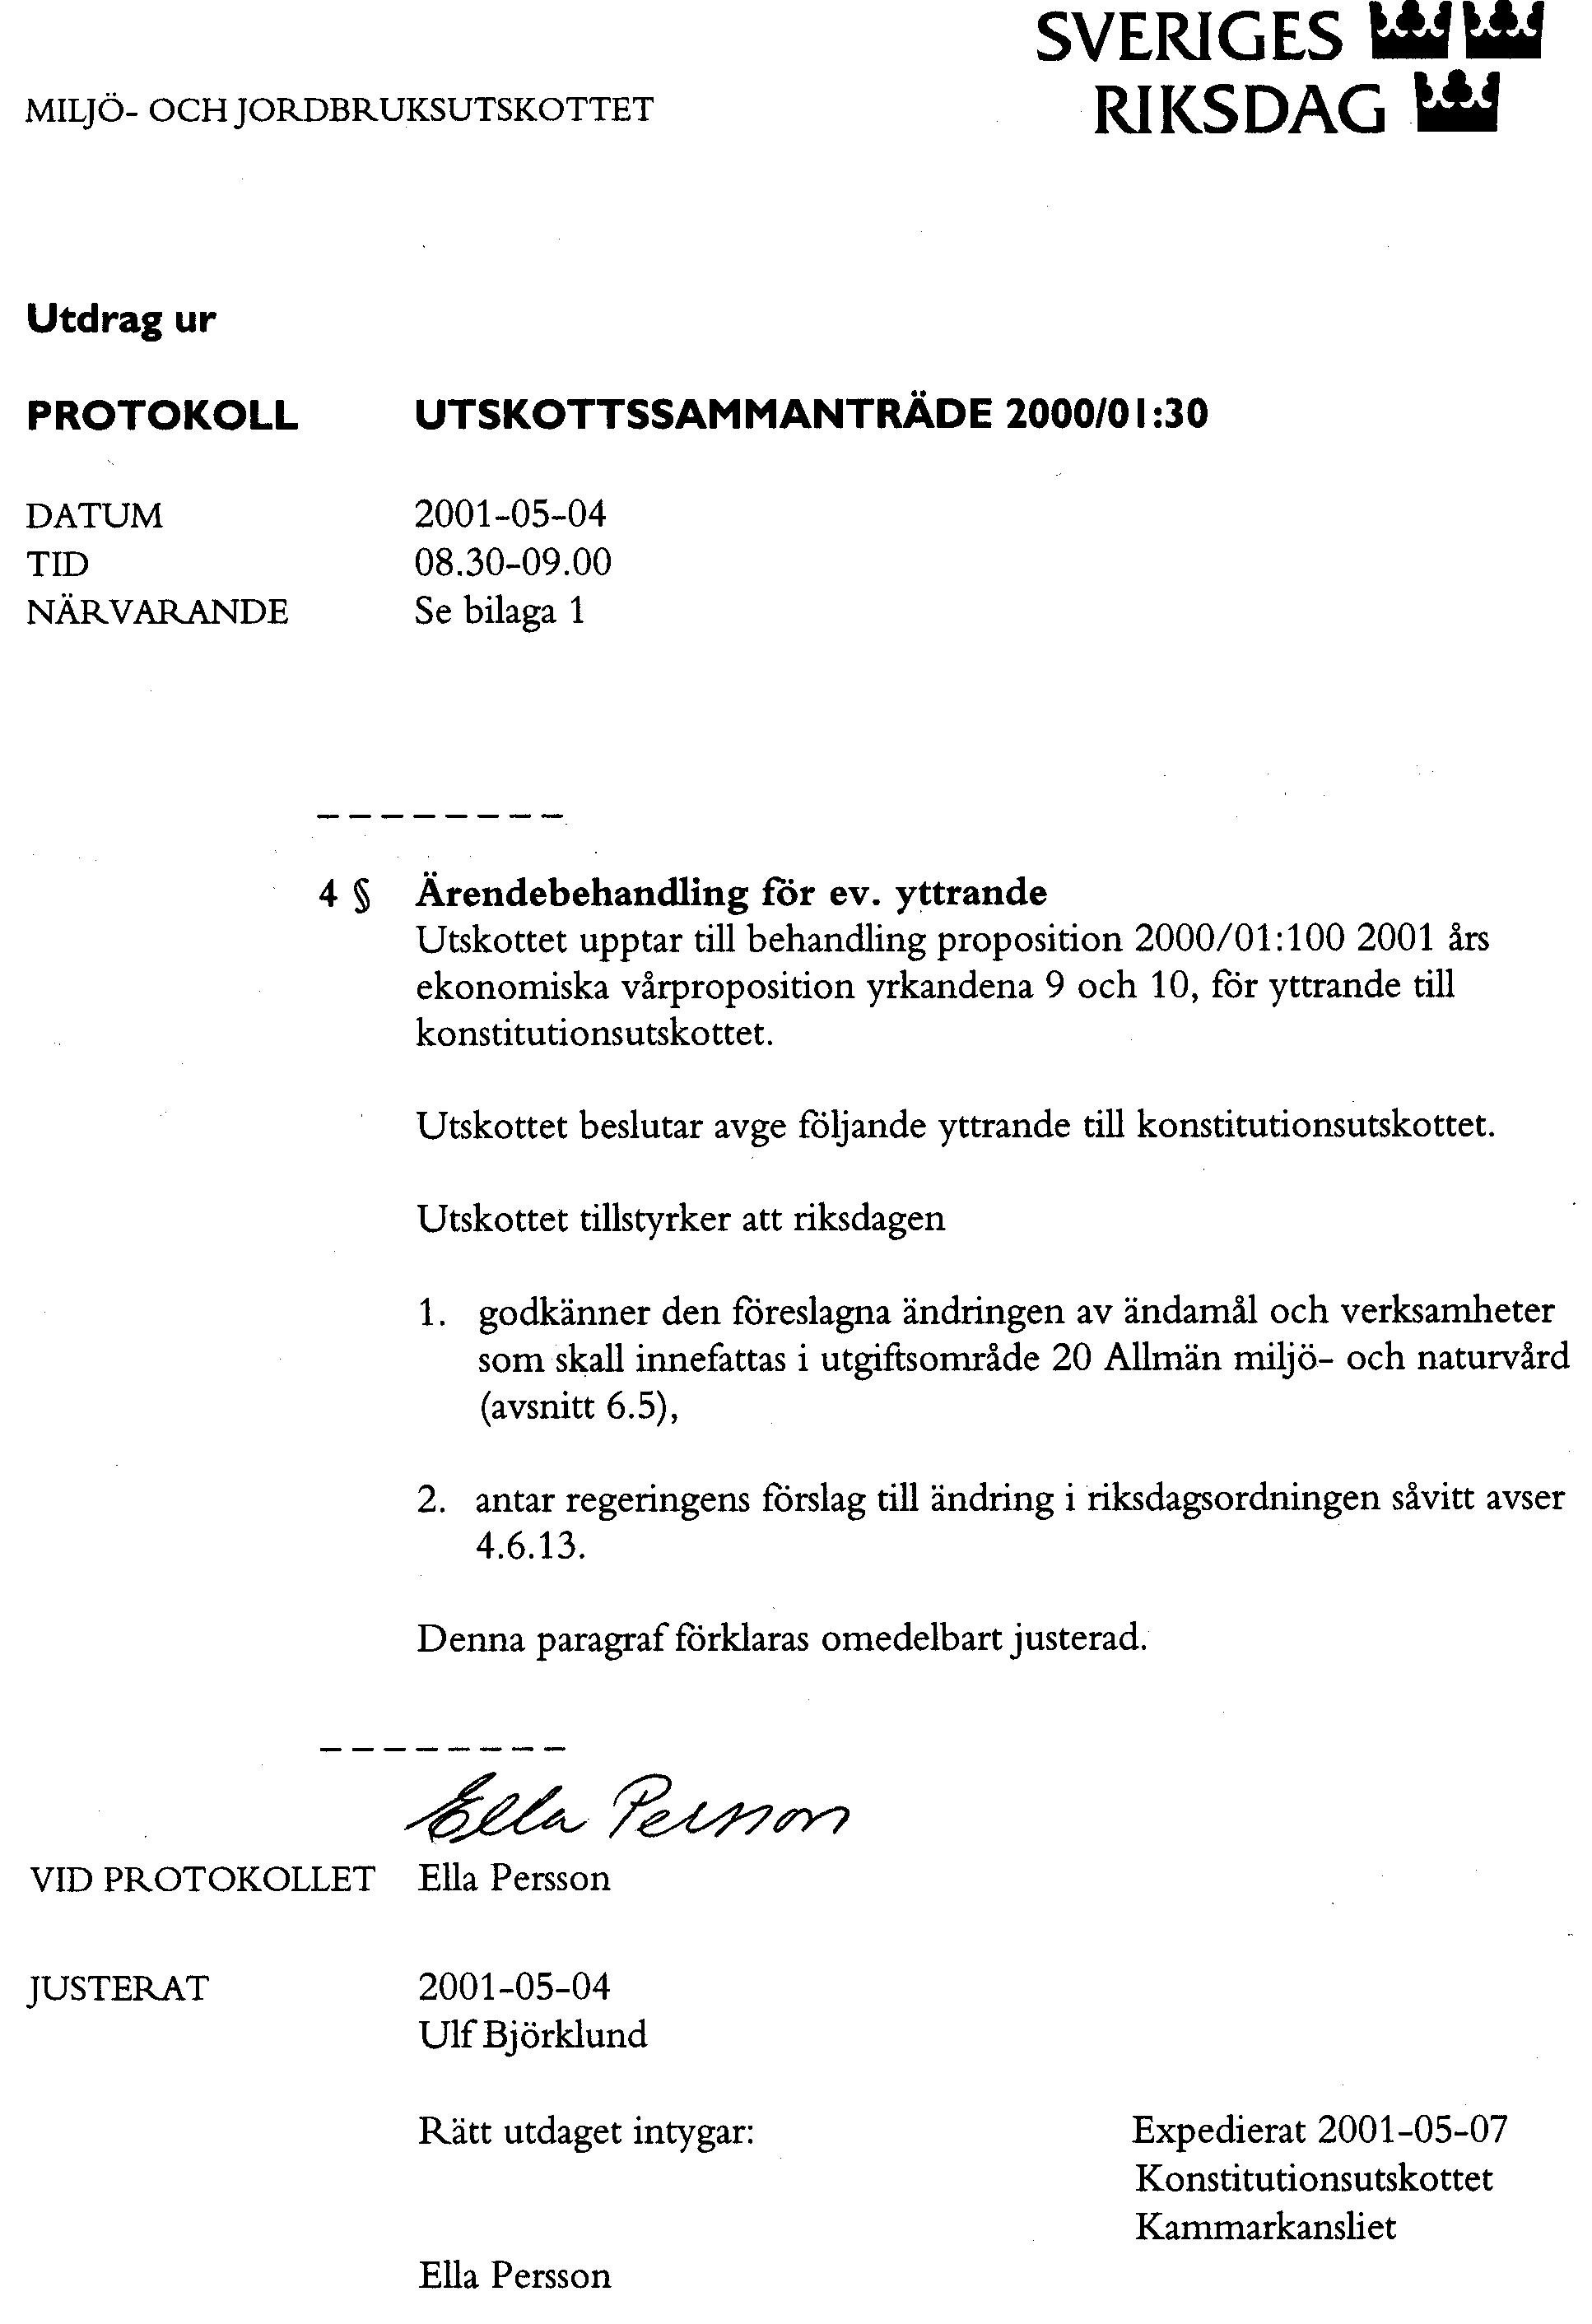 SVERIGES
RIKSDAG
MILJÖ- OCH JORDBRUKSUTSKOTTET
Utdrag ur
PROTOKOLL UTSKOTTSSAMMANTRÄDE 2000/01:30
DATUM 2001-05-04
TID 08.30-09.00
NÄRVARANDE Se bilaga 1
--------
4 § Ärendebehandling för ev. yttrande
Utskottet upptar till behandling proposition 2000/01:100 2001 års
ekonomiska vårproposition yrkandena 9 och 10, för yttrande till
konstitutionsutskottet.
Utskottet beslutar avge följande yttrande till konstitutionsutskottet.
Utskottet tillstyrker att riksdagen
1. godkänner den föreslagna ändringen av ändamål och verksamheter
som skall innefattas i utgiftsområde 20 Allmän miljö- och naturvård
(avsnitt 6.5),
2. antar regeringens förslag till ändring i riksdagsordningen såvitt avser
4.6.13.
Denna paragraf förklaras omedelbart justerad.
--------
Ella Persson
VID PROTOKOLLET Ella Persson
JUSTERAT 2001-05-04
Ulf Björklund
Rätt utdaget intygar: Expedierat 2001-05-07
Konstitutionsutskottet
Kammarkansliet
Ella Persson